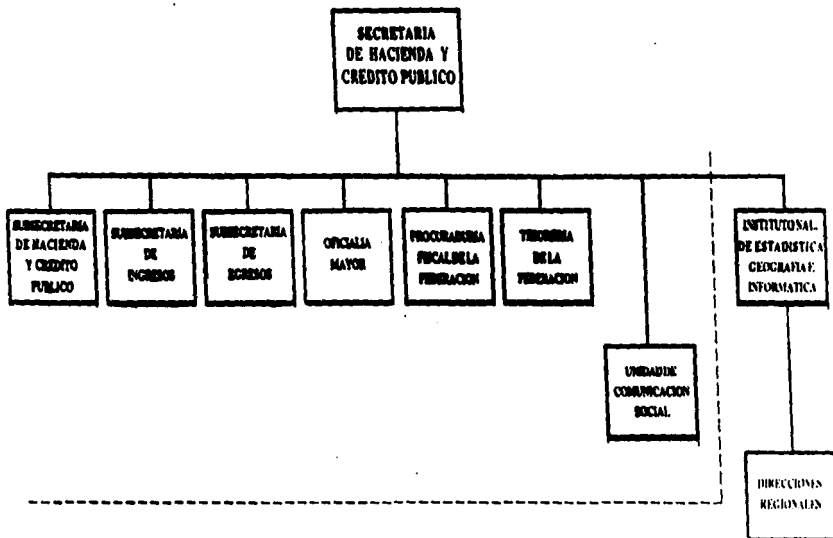 SECRETARIA
DE HACIENDA Y
CREDITO PUBLICO
SUBSECRETARIA
DE HACIENDA
Y CREDITO
PUBLICO
SUBSECRETARIA
DE
INGRESOS
SUBSECRETARIA
DE
EGRESOS
OFICIALIA
MAYOR
PROCURADURIA
FISCAL DE LA
FEDERACION
TESORERIA
DE LA
FEDERACION
INSTITUTO NAL.
DE ESTADISTICA
GEOGRAFIA E
INFORMATICA
UNIDAD DE
COMUNICACION
SOCIAL
DIRECCIONES
REGIONALES